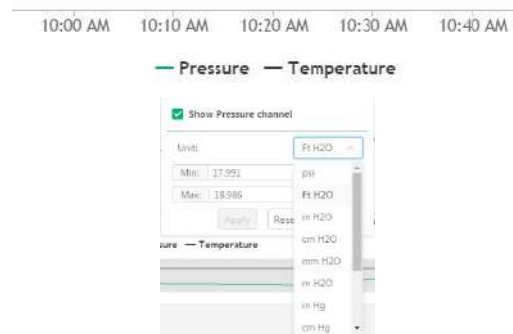 10:00 AM 10:10 AM 10:20 AM 10:30 AM 10:40 AM
Pressure Temperature
Show Pressure channel
Unit: Ft H2O
Min: 17.991
Max: 18.986
Apply Rese
psi
Ft H2O
in H2O
cm H2O
mm H2O
m H2O
in Hg
cm Hg
sure Temperature